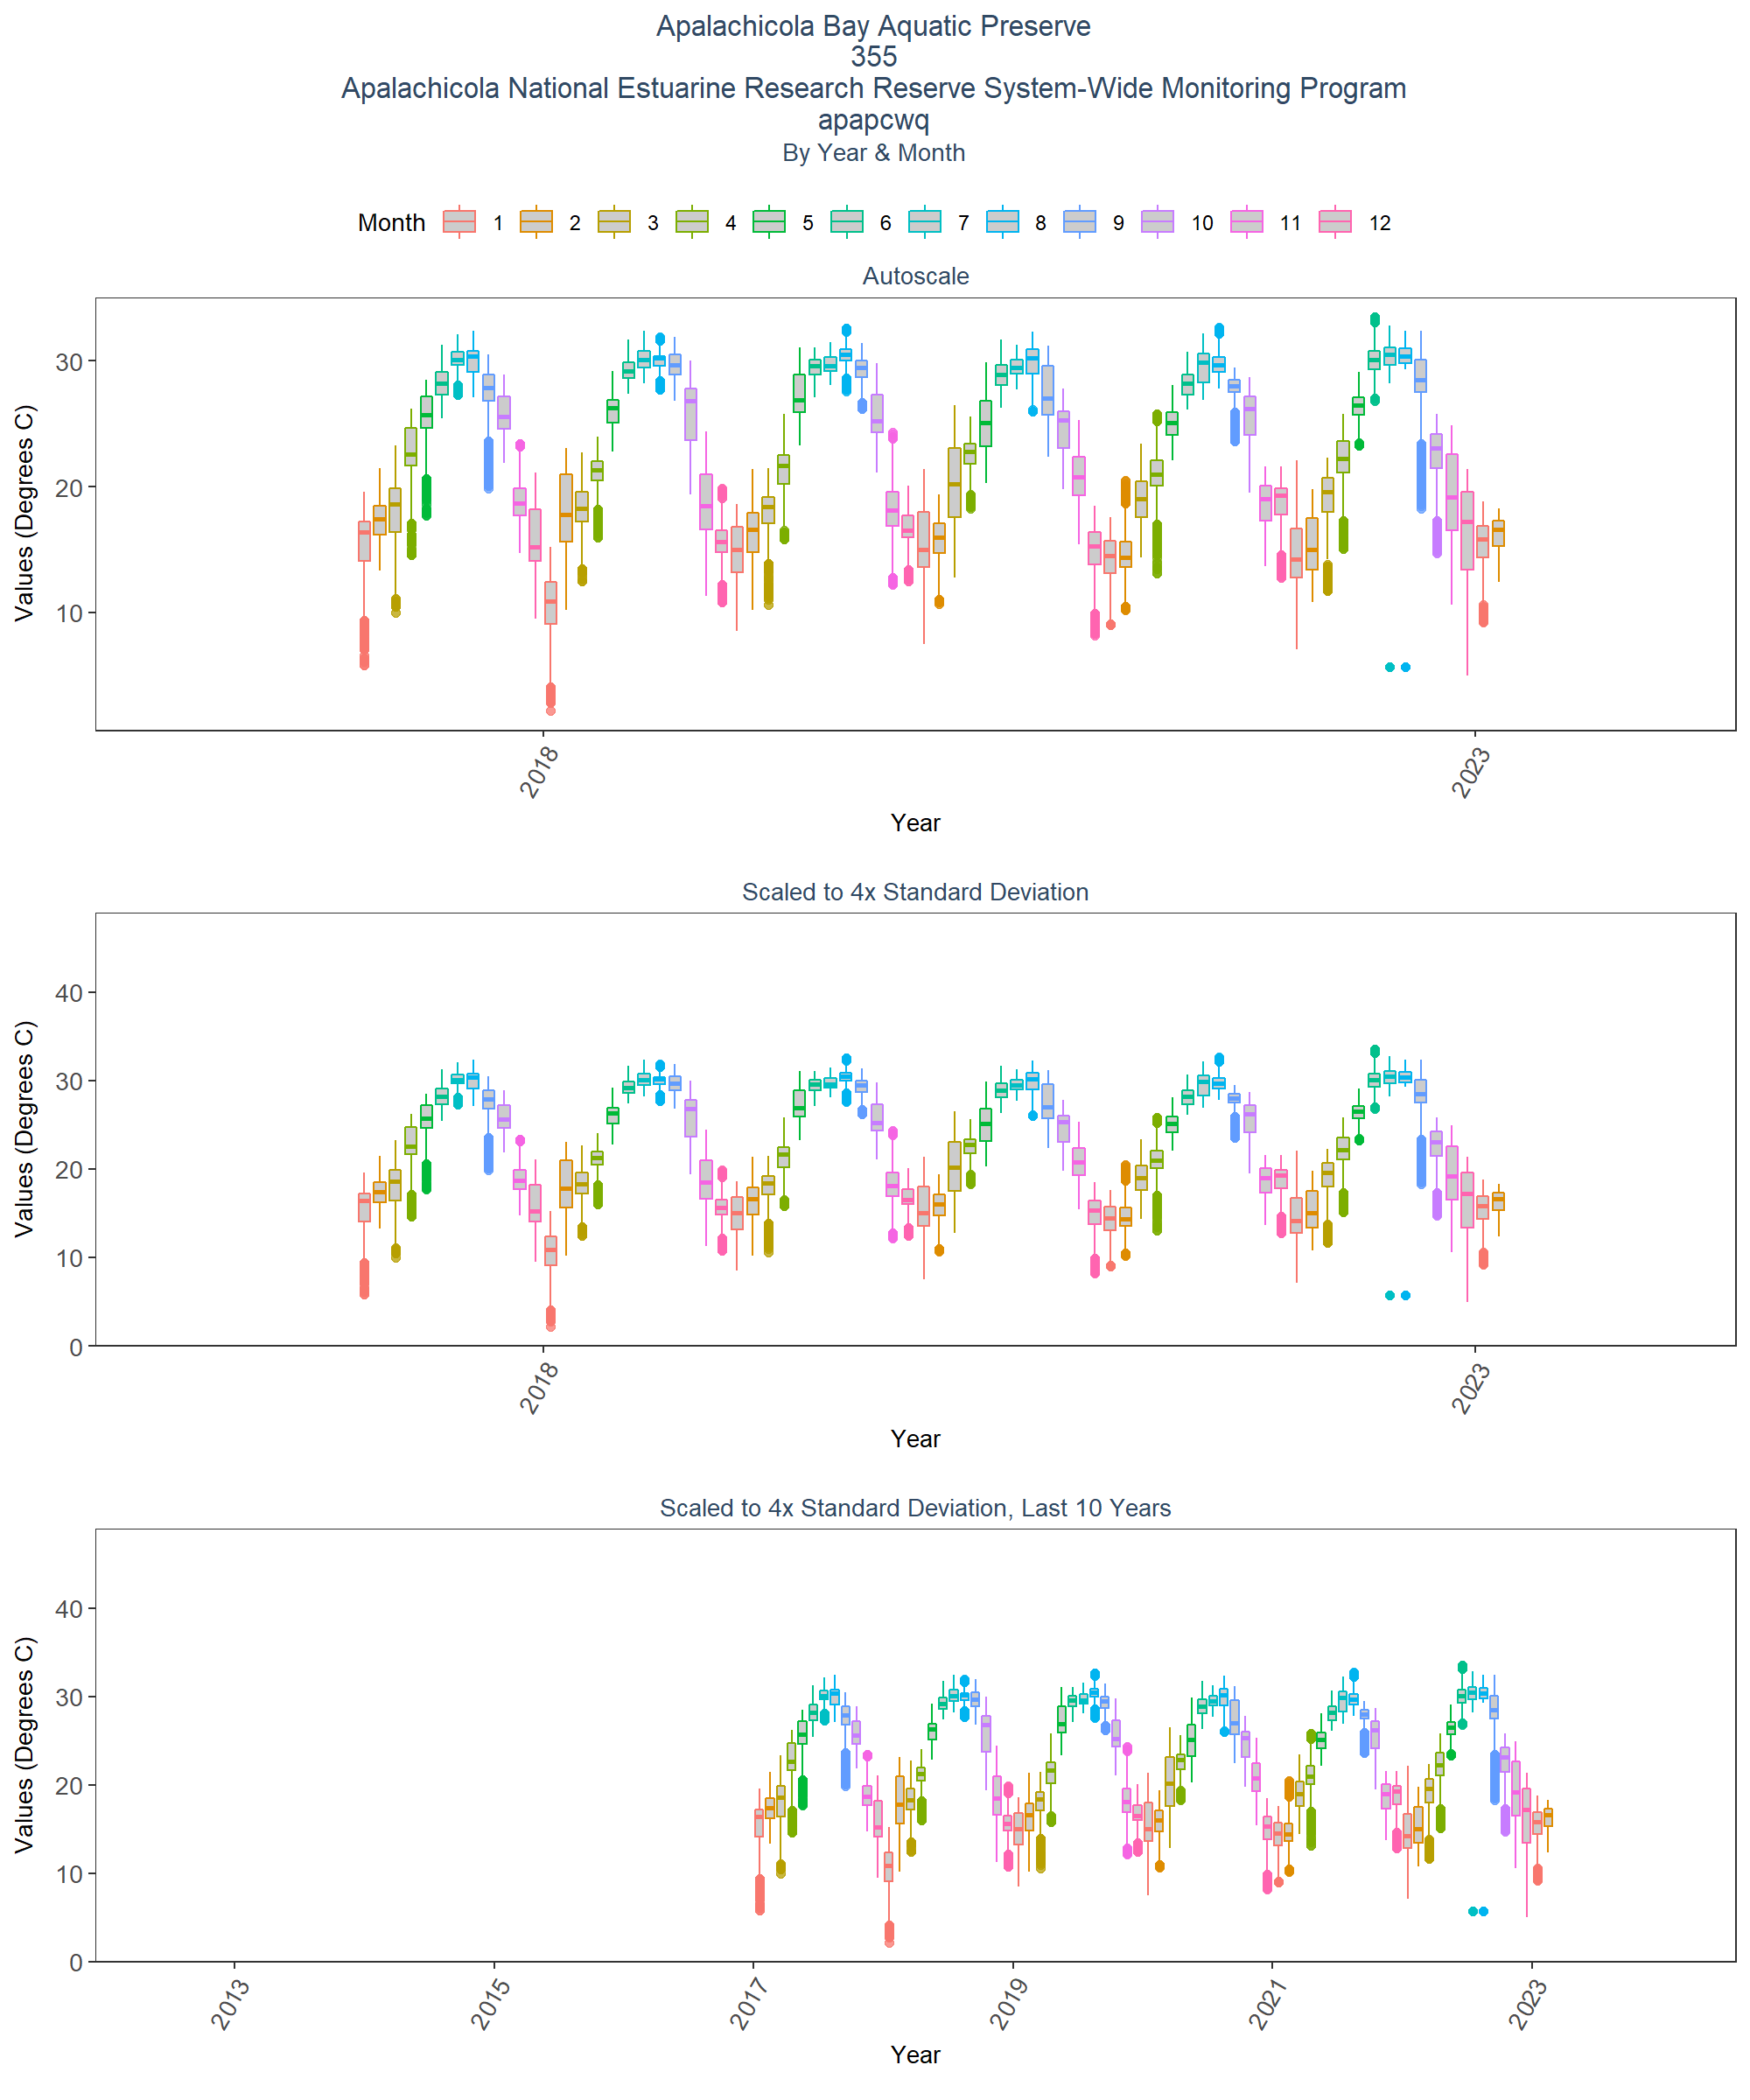 Apalachicola Bay Aquatic Preserve
355
Apalachicola National Estuarine Research Reserve System-Wide Monitoring Program
apapcwq
By Year & Month
Month 1 2 3 4 5 6 7 8 9 10 11 12
Autoscale
Values (Degrees C)
30
20
10
2018 2023
Year
Scaled to 4x Standard Deviation
Values (Degrees C)
40
30
20
10
0
2018 2023
Year
Scaled to 4x Standard Deviation, Last 10 Years
Values (Degrees C)
40
30
20
10
0
2013 2015 2017 2019 2021 2023
Year